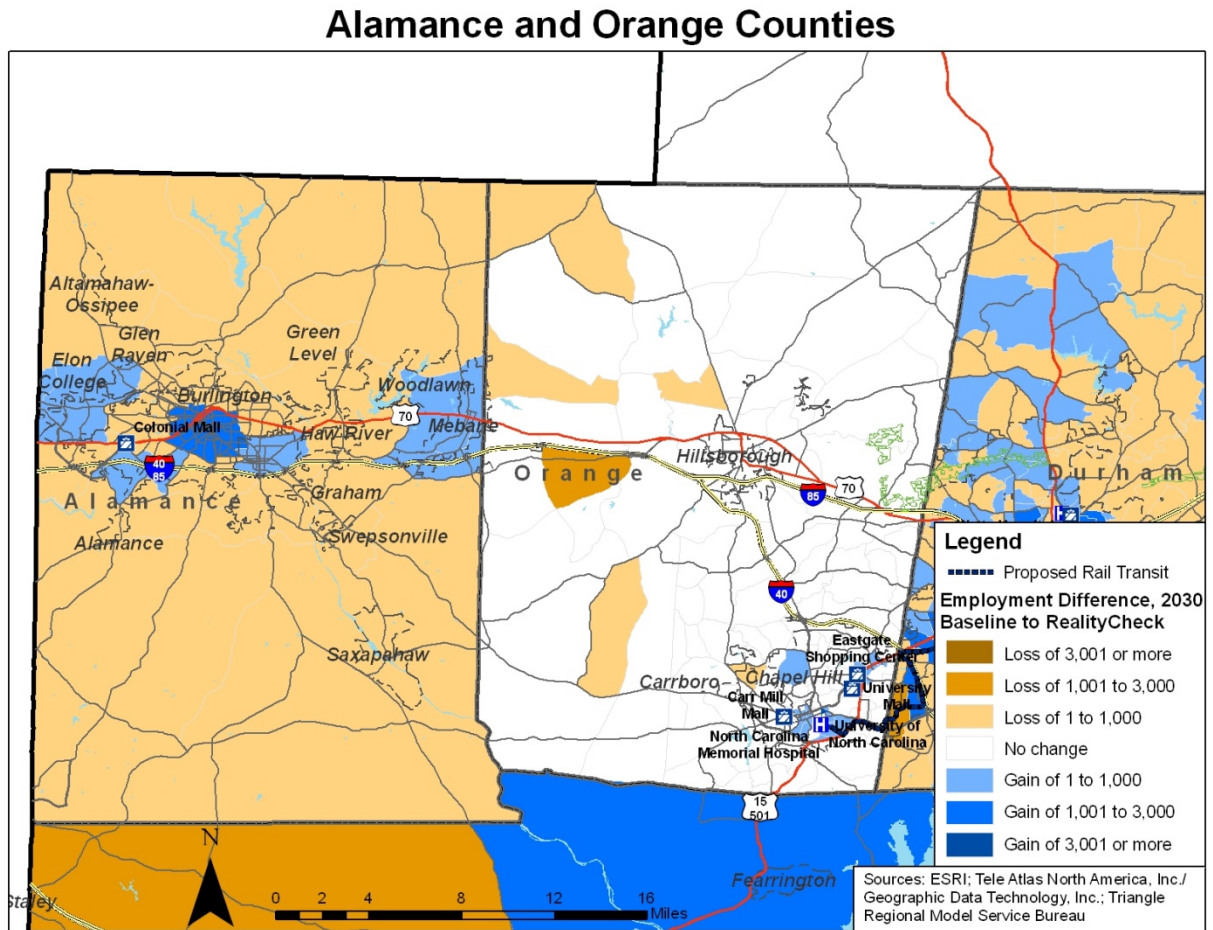 Alamance and Orange Counties
Altamahaw-
Ossipee
Glen
Raven
Green
Level
Elon
College
Woodlawn
Burlington
70
Colonial Mall
Haw River
Mebane
Hillsborough
40
85
Orange
Durham
H
Alamance
Graham
85
70
Alamance
Swepsonville
40
Saxapahaw
Eastgate
Shopping Center
Carrboro
Chapel Hill
University
Mall
Carr Mill
Mall
H
University of
North Carolina
North Carolina
Memorial Hospital
15
501
Fearrington
Staley
N
0 4 8 12 16
Miles
Legend
Proposed Rail Transit
Employment Difference, 2030
Baseline to RealityCheck
Loss of 3,001 or more
Loss of 1,001 to 3,000
Loss of 1 to 1,000
No change
Gain of 1 to 1,000
Gain of 1,001 to 3,000
Gain of 3,001 or more
Sources: ESRI; Tele Atlas North America, Inc./
Geographic Data Technology, Inc.; Triangle
Regional Model Service Bureau